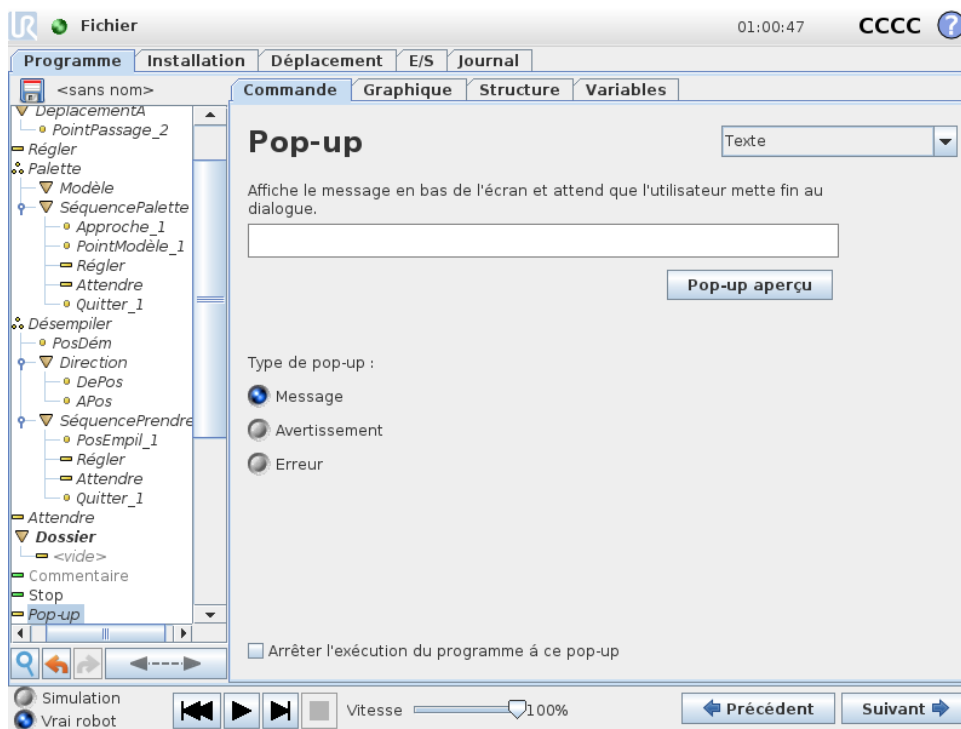 UR Fichier 01:00:47 CCCC ?
Programme Installation Déplacement E/S Journal
<sans nom>
Commande Graphique Structure Variables
DéplacementA
PointPassage_2
Régler
Palette
Modèle
SéquencePalette
Approche_1
PointModèle_1
Régler
Attendre
Quitter_1
Désempiler
PosDém
Direction
DePos
APos
SéquencePrendre
PosEmpil_1
Régler
Attendre
Quitter_1
Attendre
Dossier
<vide>
Commentaire
Stop
Pop-up
Pop-up
Texte
Affiche le message en bas de l'écran et attend que l'utilisateur mette fin au
dialogue.
Pop-up aperçu
Type de pop-up :
Message
Avertissement
Erreur
Arrêter l'exécution du programme á ce pop-up
Simulation
Vrai robot
Vitesse 100%
Précédent Suivant